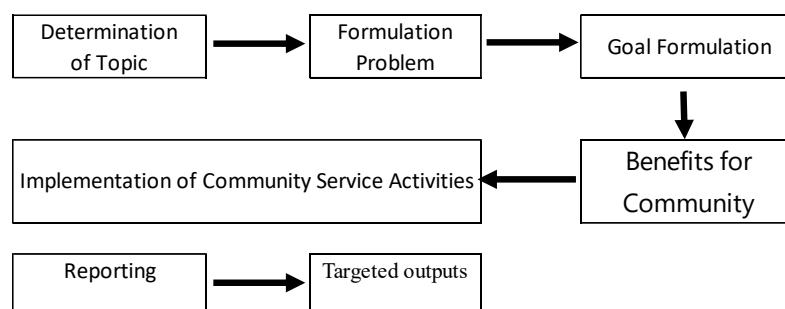 Determination
of Topic
Formulation
Problem
Goal Formulation
Benefits for
Community
Implementation of Community Service Activities
Reporting
Targeted outputs